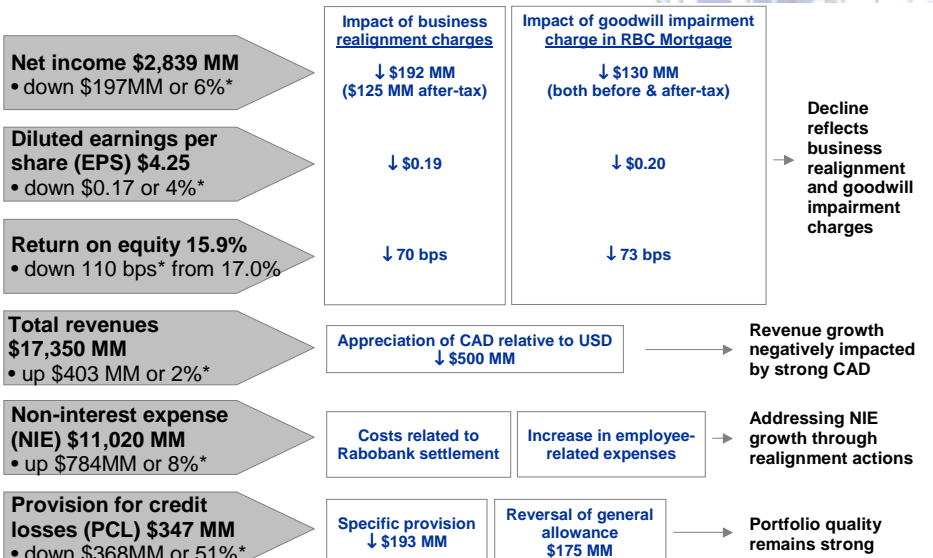 Impact of business
realignment charges
Impact of goodwill impairment
charge in RBC Mortgage
Net income $2,839 MM
• down $197MM or 6%*
↓ $192 MM
($125 MM after-tax)
↓ $130 MM
(both before & after-tax)
Diluted earnings per
share (EPS) $4.25
• down $0.17 or 4%*
↓ $0.19
↓ $0.20
Decline
reflects
business
realignment
and goodwill
impairment
charges
Return on equity 15.9%
• down 110 bps* from 17.0%
↓ 70 bps
↓ 73 bps
Total revenues
$17,350 MM
• up $403 MM or 2%*
Appreciation of CAD relative to USD
↓ $500 MM
Revenue growth
negatively impacted
by strong CAD
Non-interest expense
(NIE) $11,020 MM
• up $784MM or 8%*
Costs related to
Rabobank settlement
Increase in employee-
related expenses
Addressing NIE
growth through
realignment actions
Provision for credit
losses (PCL) $347 MM
• down $368MM or 51%*
Specific provision
↓ $193 MM
Reversal of general
allowance
$175 MM
Portfolio quality
remains strong